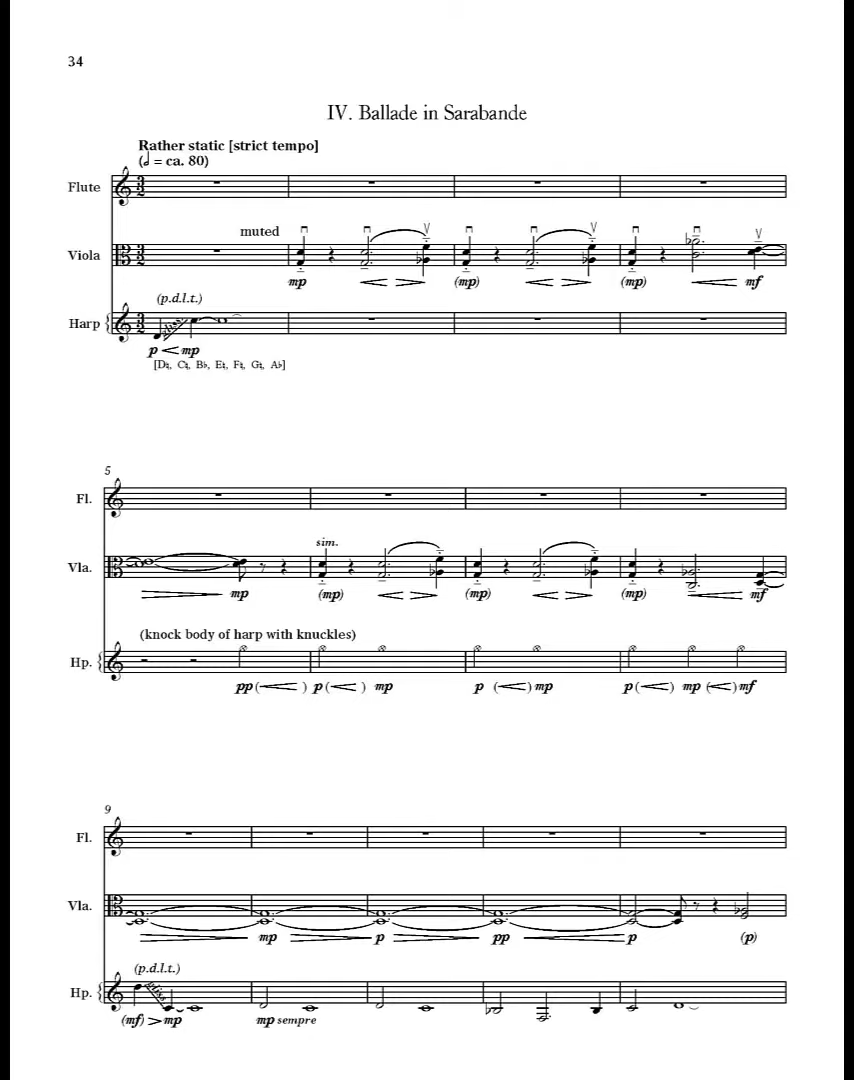 34
IV. Ballade in Sarabande
Rather static [strict tempo]
(𝅗𝅥 = ca. 80)
Flute
muted
Viola
mp (mp) (mp) mf
(p.d.l.t.)
Harp
gliss.
p mp
[D♮, C♮, B♭, E♮, F♮, G♮, A♭]
5
Fl.
sim.
Vla.
mp (mp) (mp) (mp) mf
(knock body of harp with knuckles)
Hp.
pp ( ) p ( ) mp p ( ) mp p ( ) mp ( ) mf
9
Fl.
Vla.
mp p pp p (p)
(p.d.l.t.)
gliss.
Hp.
(mf) mp mp sempre